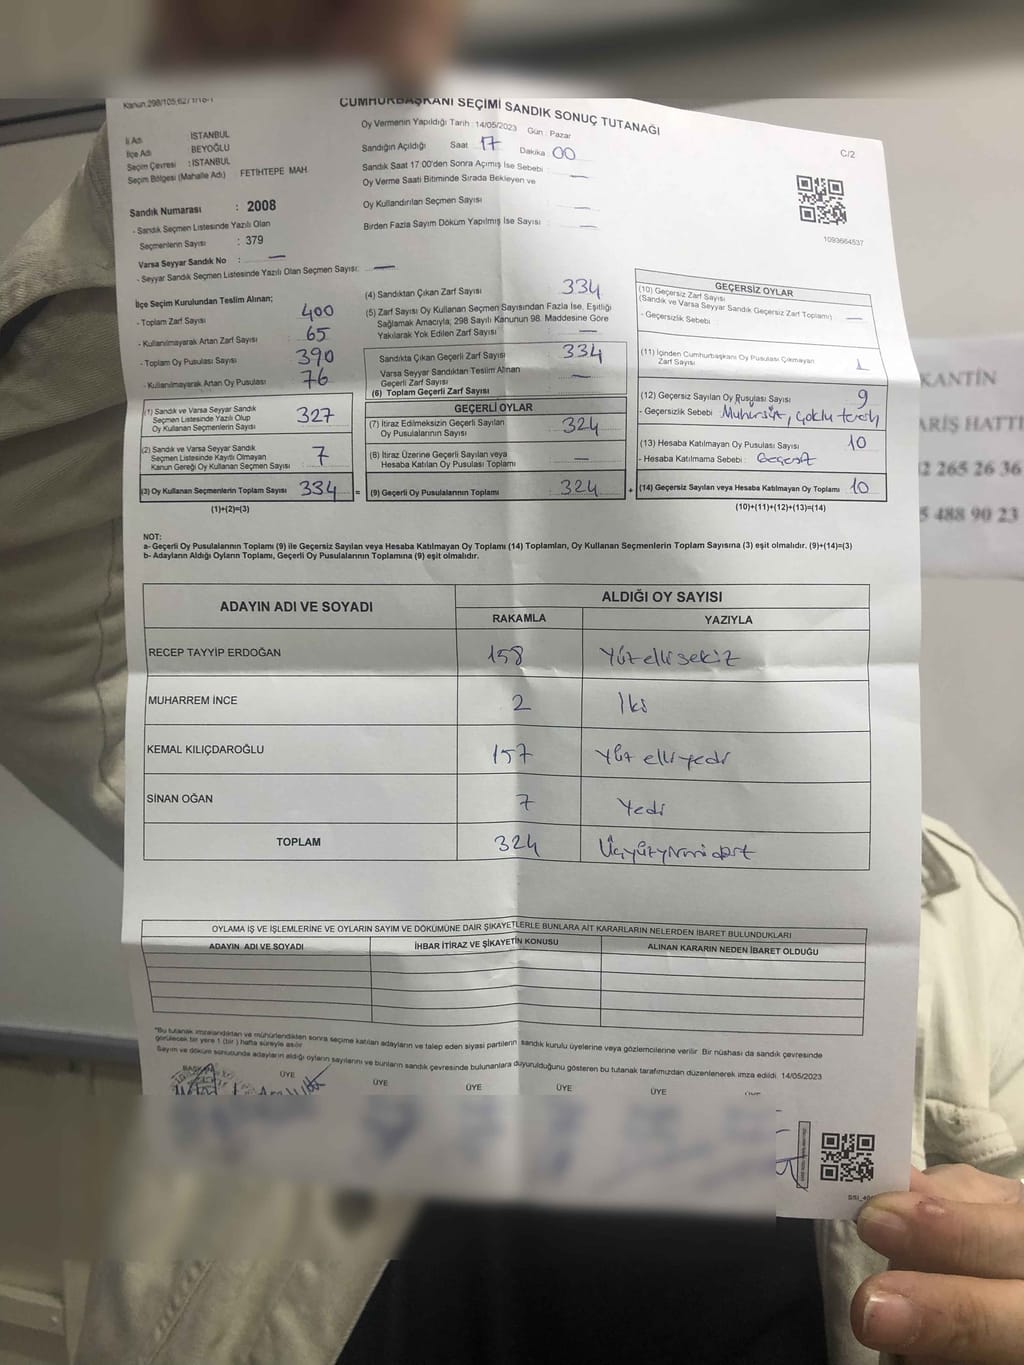 Kanun.298/105,62/1/18-1
CUMHURBAŞKANI SEÇİMİ SANDIK SONUÇ TUTANAĞI
C/2
İl Adı İSTANBUL
İlçe Adı BEYOĞLU
Seçim Çevresi : İSTANBUL
Seçim Bölgesi (Mahalle Adı) FETİHTEPE MAH.
Sandık Numarası : 2008
- Sandık Seçmen Listesinde Yazılı Olan
Seçmenlerin Sayısı : 379
Varsa Seyyar Sandık No : —
- Seyyar Sandık Seçmen Listesinde Yazılı Olan Seçmen Sayısı: —
Oy Vermenin Yapıldığı Tarih : 14/05/2023 Gün : Pazar
Sandığın Açıldığı Saat 17 Dakika 00
Sandık Saat 17:00'den Sonra Açımış İse Sebebi : —
Oy Verme Saati Bitiminde Sırada Bekleyen ve
Oy Kullandırılan Seçmen Sayısı : —
Birden Fazla Sayım Döküm Yapılmış İse Sayısı : —
1093664537
İlçe Seçim Kurulundan Teslim Alınan;
- Toplam Zarf Sayısı 400
- Kullanılmayarak Artan Zarf Sayısı 65
- Toplam Oy Pusulası Sayısı 390
- Kullanılmayarak Artan Oy Pusulası 76
(1) Sandık ve Varsa Seyyar Sandık
Seçmen Listesinde Yazılı Olup
Oy Kullanan Seçmenlerin Sayısı 327
(2) Sandık ve Varsa Seyyar Sandık
Seçmen Listesinde Kayıtlı Olmayan
Kanun Gereği Oy Kullanan Seçmen Sayısı 7
(3) Oy Kullanan Seçmenlerin Toplam Sayısı 334 =
(1)+(2)=(3)
(4) Sandıktan Çıkan Zarf Sayısı 334
(5) Zarf Sayısı Oy Kullanan Seçmen Sayısından Fazla İse, Eşitliği
Sağlamak Amacıyla, 298 Sayılı Kanunun 98. Maddesine Göre
Yakılarak Yok Edilen Zarf Sayısı —
Sandıkta Çıkan Geçerli Zarf Sayısı 334
Varsa Seyyar Sandıktan Teslim Alınan
Geçerli Zarf Sayısı —
(6) Toplam Geçerli Zarf Sayısı
GEÇERLİ OYLAR
(7) İtiraz Edilmeksizin Geçerli Sayılan
Oy Pusulalarının Sayısı 324
(8) İtiraz Üzerine Geçerli Sayılan veya
Hesaba Katılan Oy Pusulası Toplamı —
(9) Geçerli Oy Pusulalarının Toplamı 324 +
GEÇERSİZ OYLAR
(10) Geçersiz Zarf Sayısı
(Sandık ve Varsa Seyyar Sandık Geçersiz Zarf Toplamı) : —
- Geçersizlik Sebebi :
(11) İçinden Cumhurbaşkanı Oy Pusulası Çıkmayan
Zarf Sayısı
(12) Geçersiz Sayılan Oy Pusulası Sayısı 9
- Geçersizlik Sebebi : çoklu
(13) Hesaba Katılmayan Oy Pusulası Sayısı 10
- Hesaba Katılmama Sebebi :
(14) Geçersiz Sayılan veya Hesaba Katılmayan Oy Toplamı 10
(10)+(11)+(12)+(13)=(14)
NOT:
a- Geçerli Oy Pusulalarının Toplamı (9) ile Geçersiz Sayılan veya Hesaba Katılmayan Oy Toplamı (14) Toplamları, Oy Kullanan Seçmenlerin Toplam Sayısına (3) eşit olmalıdır. (9)+(14)=(3)
b- Adayların Aldığı Oyların Toplamı, Geçerli Oy Pusulalarının Toplamına (9) eşit olmalıdır.
ADAYIN ADI VE SOYADI
ALDIĞI OY SAYISI
RAKAMLA YAZIYLA
RECEP TAYYİP ERDOĞAN 158 Yüz elli sekiz
MUHARREM İNCE 2 İki
KEMAL KILIÇDAROĞLU 157 Yüz elli yedi
SİNAN OĞAN 7 Yedi
TOPLAM 324 Üçyüzyirmidört
OYLAMA İŞ VE İŞLEMLERİNE VE OYLARIN SAYIM VE DÖKÜMÜNE DAİR ŞİKAYETLERLE BUNLARA AİT KARARLARIN NELERDEN İBARET BULUNDUKLARI
ADAYIN ADI VE SOYADI İHBAR İTİRAZ VE ŞİKAYETİN KONUSU ALINAN KARARIN NEDEN İBARET OLDUĞU
"Bu tutanak imzalandıktan ve mühürlendikten sonra seçime katılan adayların ve talep eden siyasi partilerin sandık kurulu üyelerine veya gözlemcilerine verilir. Bir nüshası da sandık çevresinde
görülecek bir yere 1 (bir) hafta süreyle asılır
Sayım ve döküm sonucunda adayların aldığı oyların sayılarını ve bunların sandık çevresinde bulunanlara duyurulduğunu gösteren bu tutanak tarafımızdan düzenlenerek imza edildi. 14/05/2023
BAŞKAN ÜYE ÜYE ÜYE ÜYE ÜYE
KANTİN
ARİŞ HATTI
2 265 26 36
5 488 90 23